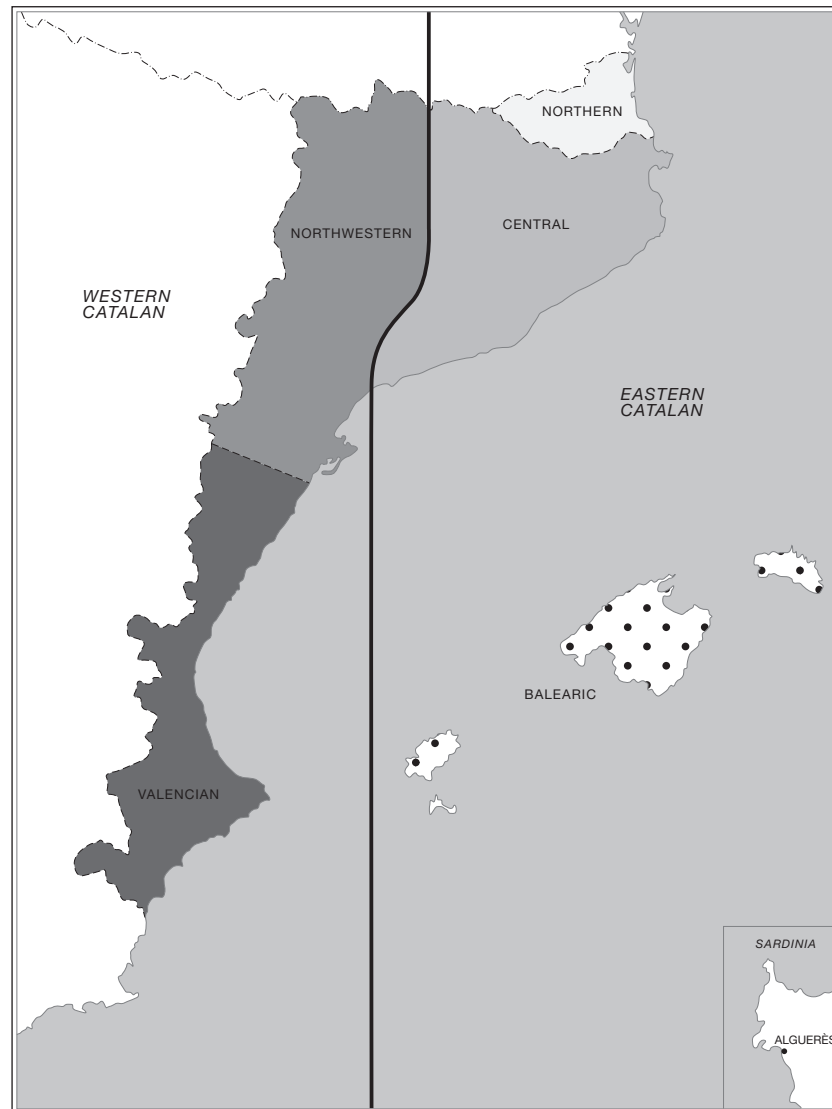 NORTHERN
CENTRAL
NORTHWESTERN
WESTERN
CATALAN
EASTERN
CATALAN
BALEARIC
VALENCIAN
SARDINIA
ALGUERÈS